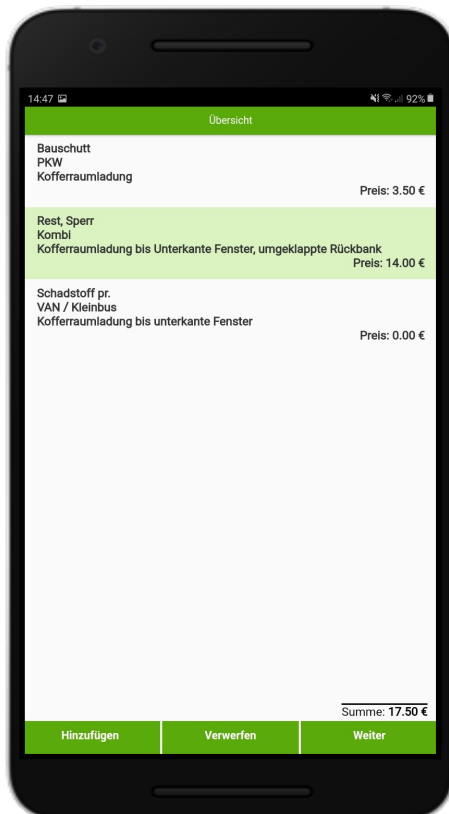 14:47 92%
Übersicht
Bauschutt
PKW
Kofferraumladung
Preis: 3.50 €
Rest, Sperr
Kombi
Kofferraumladung bis Unterkante Fenster, umgeklappte Rückbank
Preis: 14.00 €
Schadstoff pr.
VAN / Kleinbus
Kofferraumladung bis unterkante Fenster
Preis: 0.00 €
Summe: 17.50 €
Hinzufügen Verwerfen Weiter